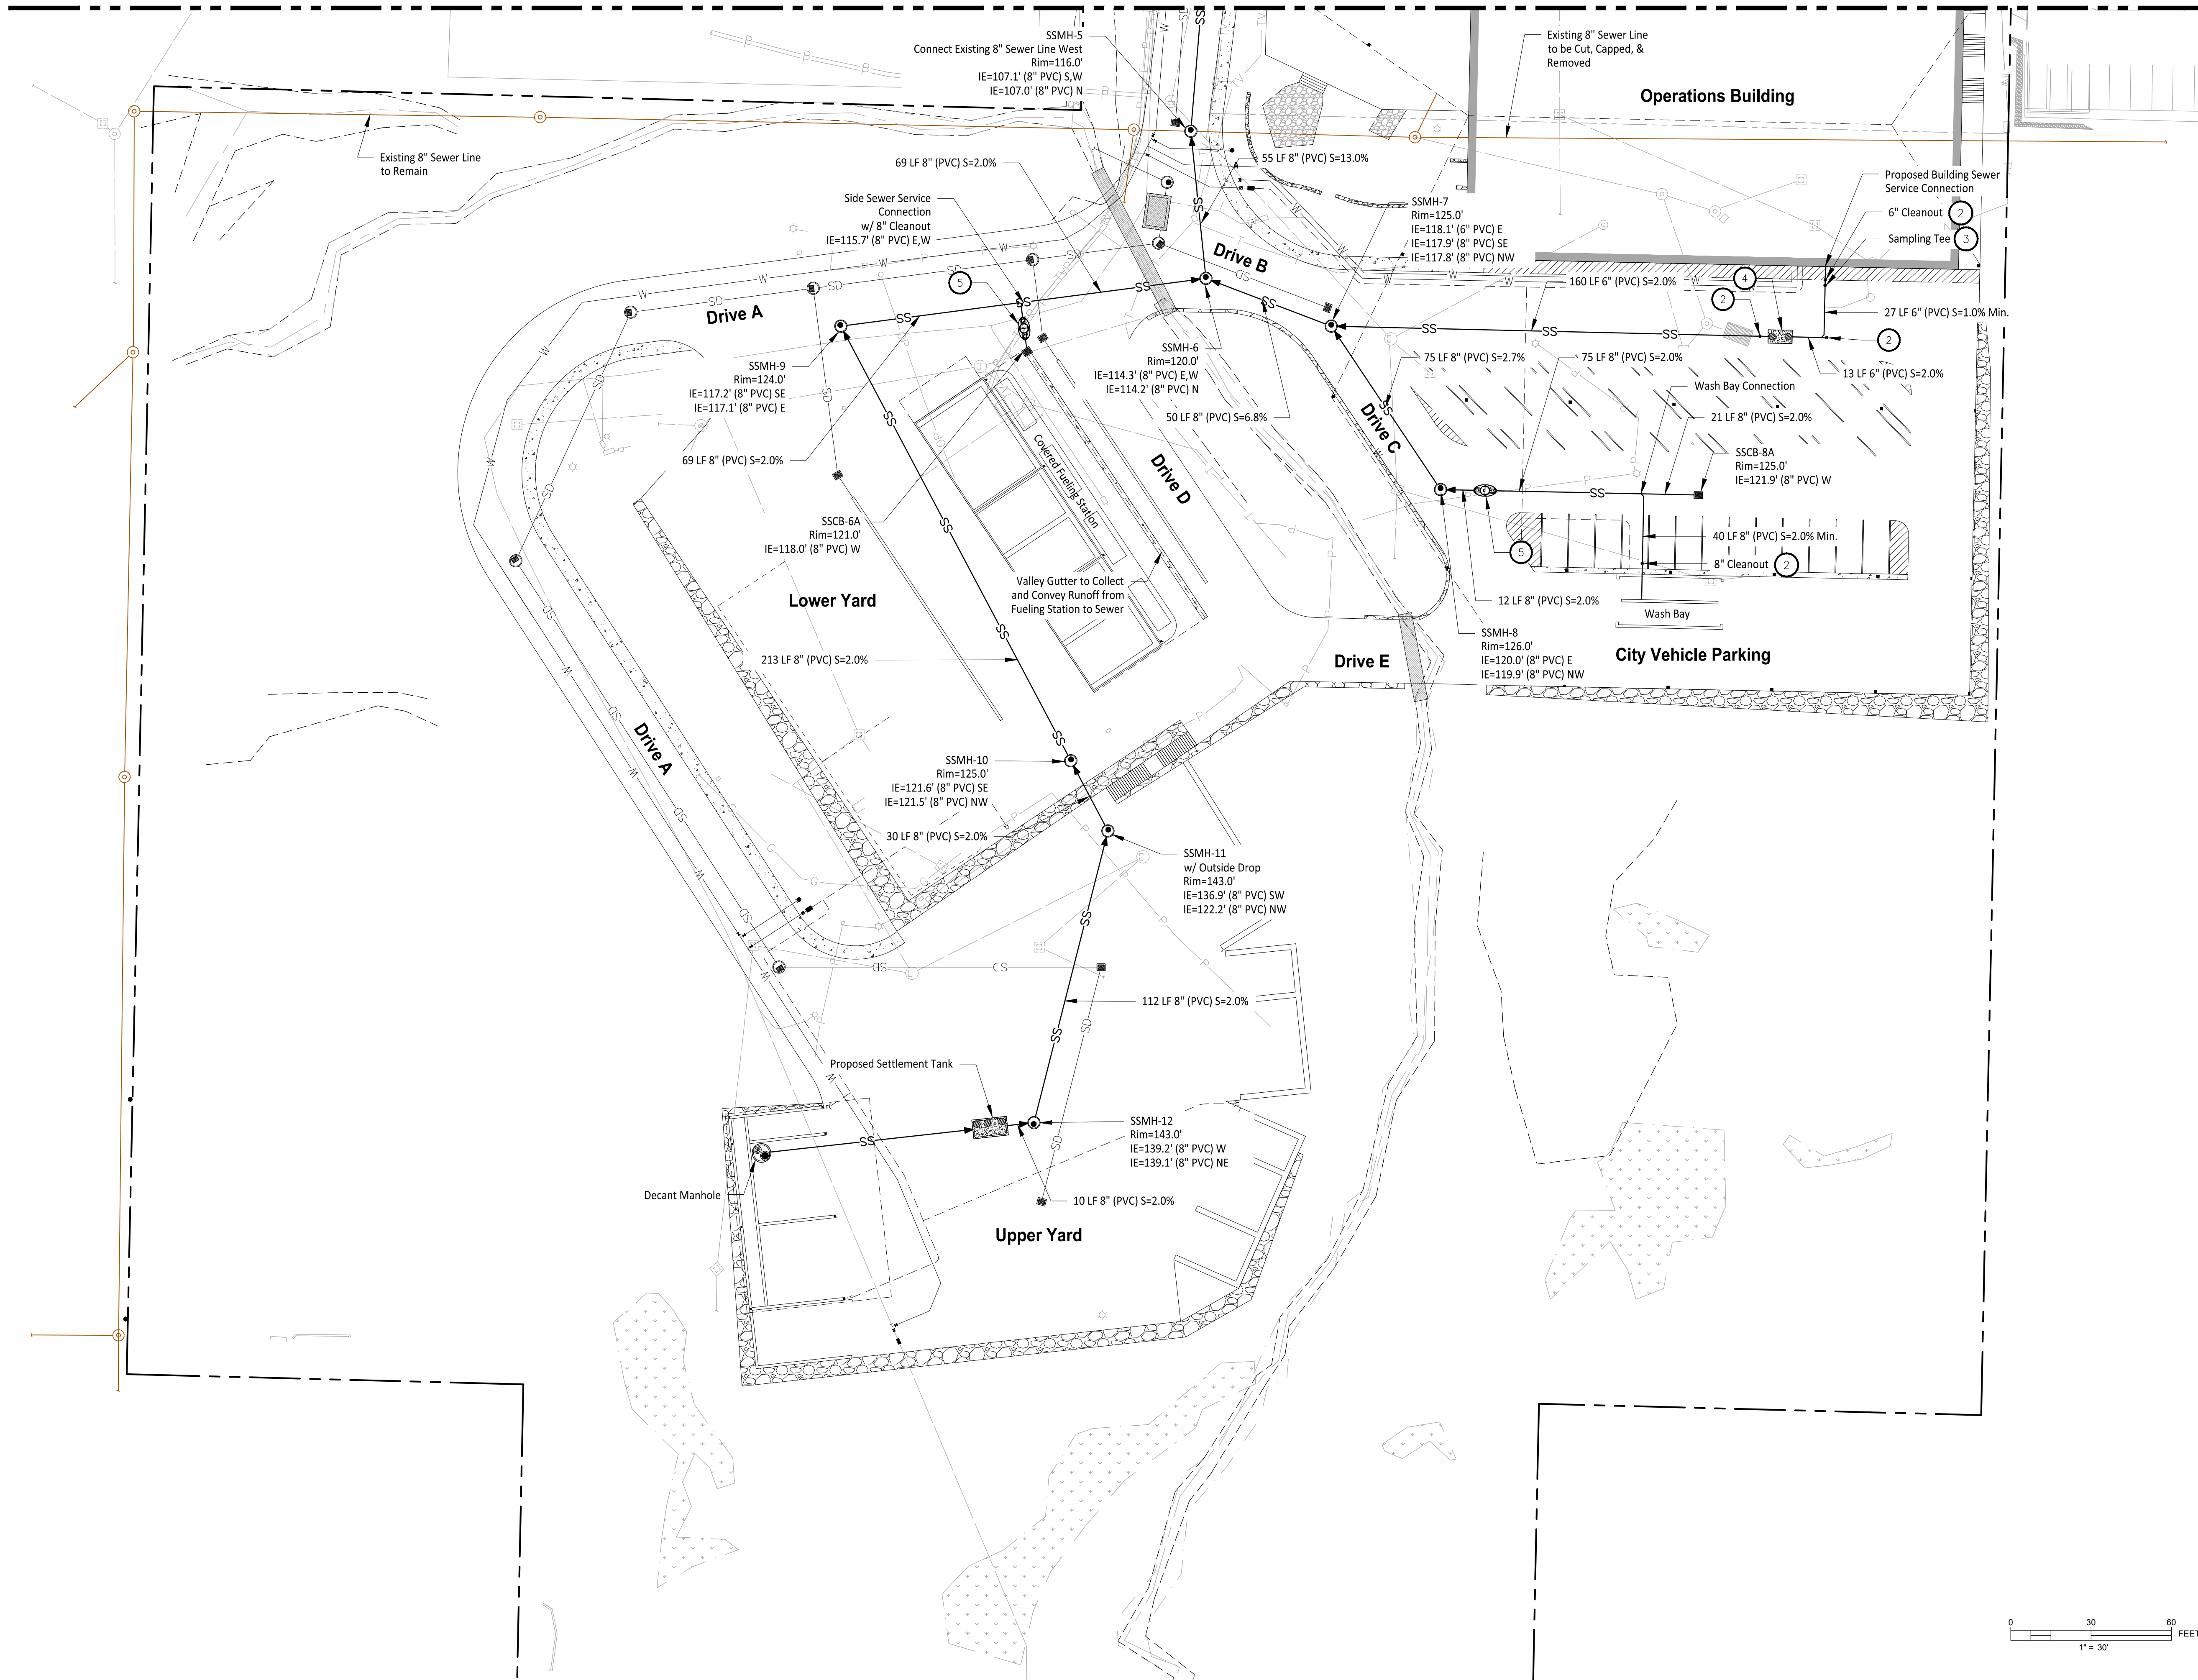 SSMH-5
Connect Existing 8" Sewer Line West
Rim=116.0'
IE=107.1' (8" PVC) S,W
IE=107.0' (8" PVC) N
Existing 8" Sewer Line
to be Cut, Capped, &
Removed
Operations Building
Existing 8" Sewer Line
to Remain
69 LF 8" (PVC) S=2.0%
55 LF 8" (PVC) S=13.0%
Side Sewer Service
Connection
w/ 8" Cleanout
IE=115.7' (8" PVC) E,W
SSMH-7
Rim=125.0'
IE=118.1' (6" PVC) E
IE=117.9' (8" PVC) SE
IE=117.8' (8" PVC) NW
Proposed Building Sewer
Service Connection
6" Cleanout
2
Sampling Tee
3
Drive B
5
160 LF 6" (PVC) S=2.0%
4
2
27 LF 6" (PVC) S=1.0% Min.
2
13 LF 6" (PVC) S=2.0%
Drive A
SSMH-6
Rim=120.0'
IE=114.3' (8" PVC) E,W
IE=114.2' (8" PVC) N
50 LF 8" (PVC) S=6.8%
75 LF 8" (PVC) S=2.7%
75 LF 8" (PVC) S=2.0%
Wash Bay Connection
21 LF 8" (PVC) S=2.0%
SSMH-9
Rim=124.0'
IE=117.2' (8" PVC) SE
IE=117.1' (8" PVC) E
69 LF 8" (PVC) S=2.0%
Covered Fueling Station
Drive D
Drive C
SSCB-8A
Rim=125.0'
IE=121.9' (8" PVC) W
SSCB-6A
Rim=121.0'
IE=118.0' (8" PVC) W
40 LF 8" (PVC) S=2.0% Min.
5
8" Cleanout
2
Valley Gutter to Collect
and Convey Runoff from
Fueling Station to Sewer
Lower Yard
12 LF 8" (PVC) S=2.0%
Wash Bay
SSMH-8
Rim=126.0'
IE=120.0' (8" PVC) E
IE=119.9' (8" PVC) NW
City Vehicle Parking
213 LF 8" (PVC) S=2.0%
Drive E
Drive A
SSMH-10
Rim=125.0'
IE=121.6' (8" PVC) SE
IE=121.5' (8" PVC) NW
30 LF 8" (PVC) S=2.0%
SSMH-11
w/ Outside Drop
Rim=143.0'
IE=136.9' (8" PVC) SW
IE=122.2' (8" PVC) NW
112 LF 8" (PVC) S=2.0%
Proposed Settlement Tank
SSMH-12
Rim=143.0'
IE=139.2' (8" PVC) W
IE=139.1' (8" PVC) NE
Decant Manhole
10 LF 8" (PVC) S=2.0%
Upper Yard
0 30 60
FEET
1" = 30'